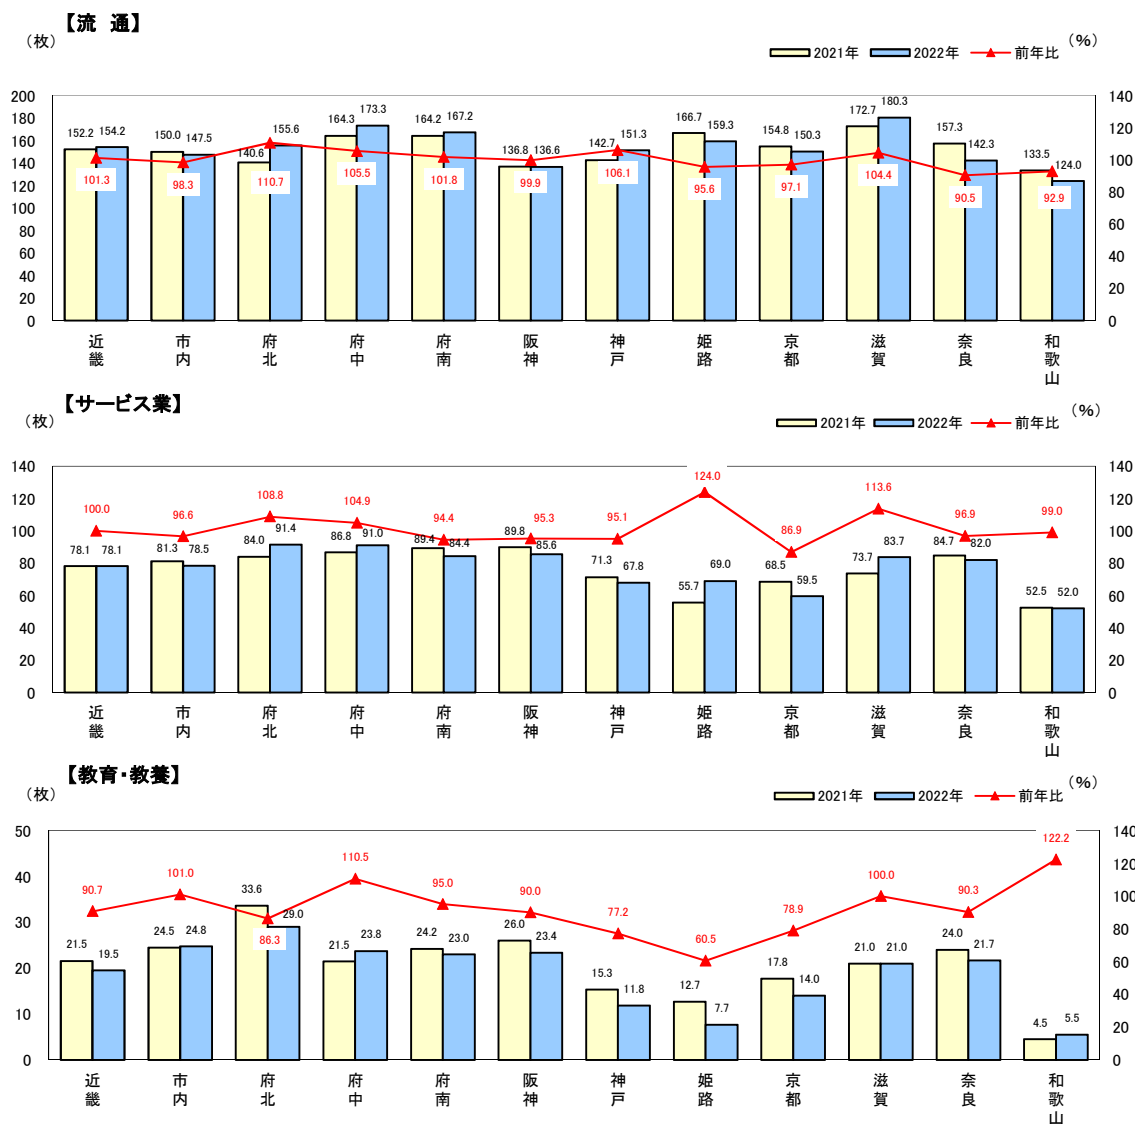 【流　通】
（枚）
（％）
2021年 2022年 前年比
200 180 160 140 120 100 80 60 40 20 0
140 120 100 80 60 40 20 0
152.2 154.2 150.0 147.5 140.6 155.6 164.3 173.3 164.2 167.2 136.8 136.6 142.7 151.3 166.7 159.3 154.8 150.3 172.7 180.3 157.3 142.3 133.5 124.0
101.3 98.3 110.7 105.5 101.8 99.9 106.1 95.6 97.1 104.4 90.5 92.9
近畿 市内 府北 府中 府南 阪神 神戸 姫路 京都 滋賀 奈良 和歌山
【サービス業】
（枚）
（％）
2021年 2022年 前年比
140 120 100 80 60 40 20 0
140 120 100 80 60 40 20 0
100.0 96.6 108.8 104.9 94.4 95.3 95.1 124.0 86.9 113.6 96.9 99.0
78.1 78.1 81.3 78.5 84.0 91.4 86.8 91.0 89.4 84.4 89.8 85.6 71.3 67.8 55.7 69.0 68.5 59.5 73.7 83.7 84.7 82.0 52.5 52.0
近畿 市内 府北 府中 府南 阪神 神戸 姫路 京都 滋賀 奈良 和歌山
【教育・教養】
（枚）
（％）
2021年 2022年 前年比
50 40 30 20 10 0
140 120 100 80 60 40 20 0
90.7 101.0 86.3 110.5 95.0 90.0 77.2 60.5 78.9 100.0 90.3 122.2
21.5 19.5 24.5 24.8 33.6 29.0 21.5 23.8 24.2 23.0 26.0 23.4 15.3 11.8 12.7 7.7 17.8 14.0 21.0 21.0 24.0 21.7 4.5 5.5
近畿 市内 府北 府中 府南 阪神 神戸 姫路 京都 滋賀 奈良 和歌山